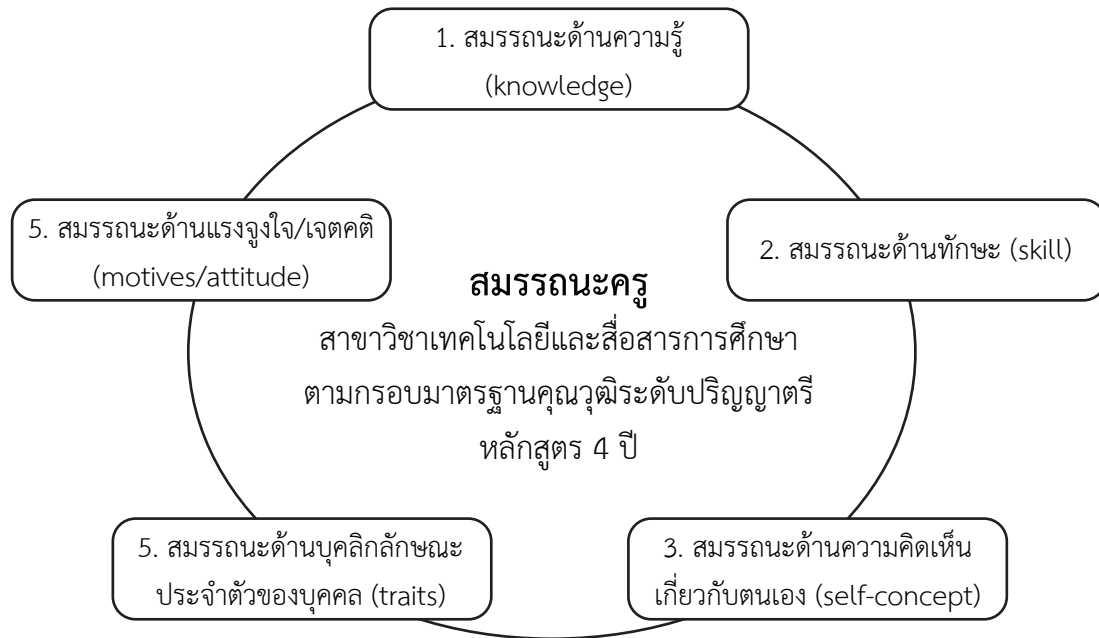 1. สมรรถนะด้านความรู้
(knowledge)
5. สมรรถนะด้านแรงจูงใจ/เจตคติ
(motives/attitude)
2. สมรรถนะด้านทักษะ (skill)
สมรรถนะครู
สาขาวิชาเทคโนโลยีและสื่อสารการศึกษา
ตามกรอบมาตรฐานคุณวุฒิระดับปริญญาตรี
หลักสูตร 4 ปี
5. สมรรถนะด้านบุคลิกลักษณะ
ประจำตัวของบุคคล (traits)
3. สมรรถนะด้านความคิดเห็น
เกี่ยวกับตนเอง (self-concept)